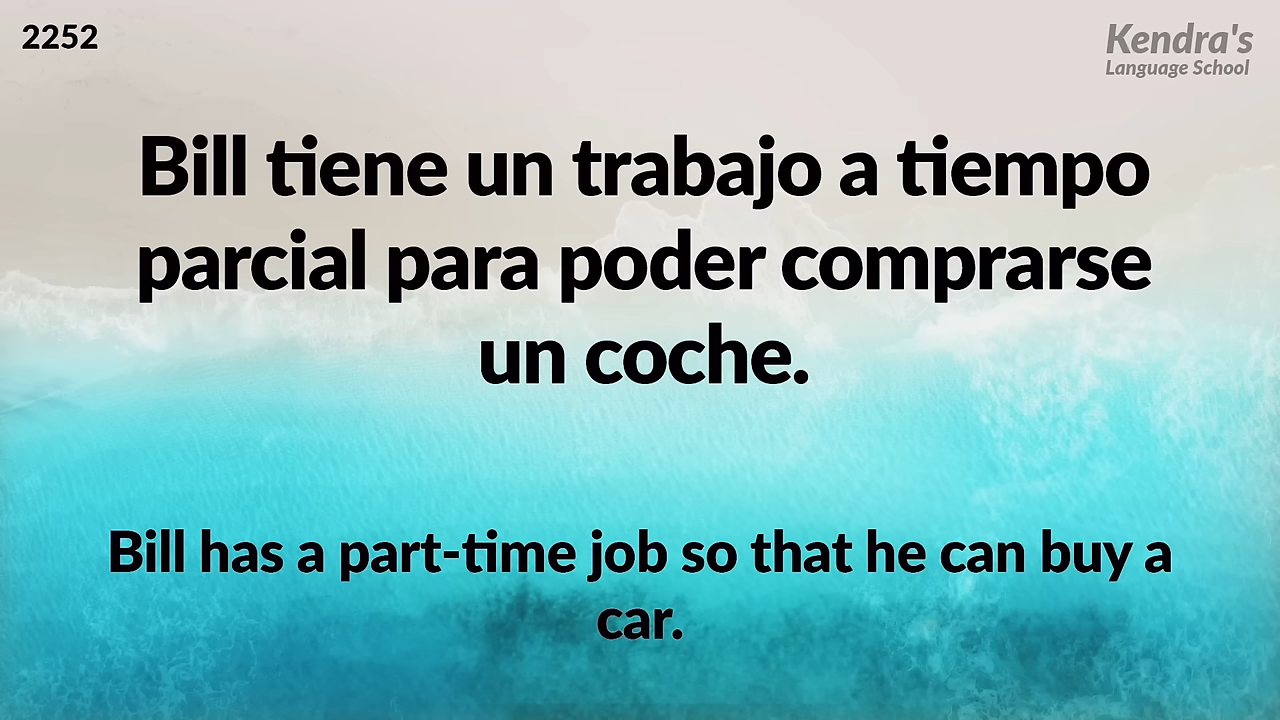 2252
Kendra's
Language School
Bill tiene un trabajo a tiempo
parcial para poder comprarse
un coche.
Bill has a part-time job so that he can buy a
car.